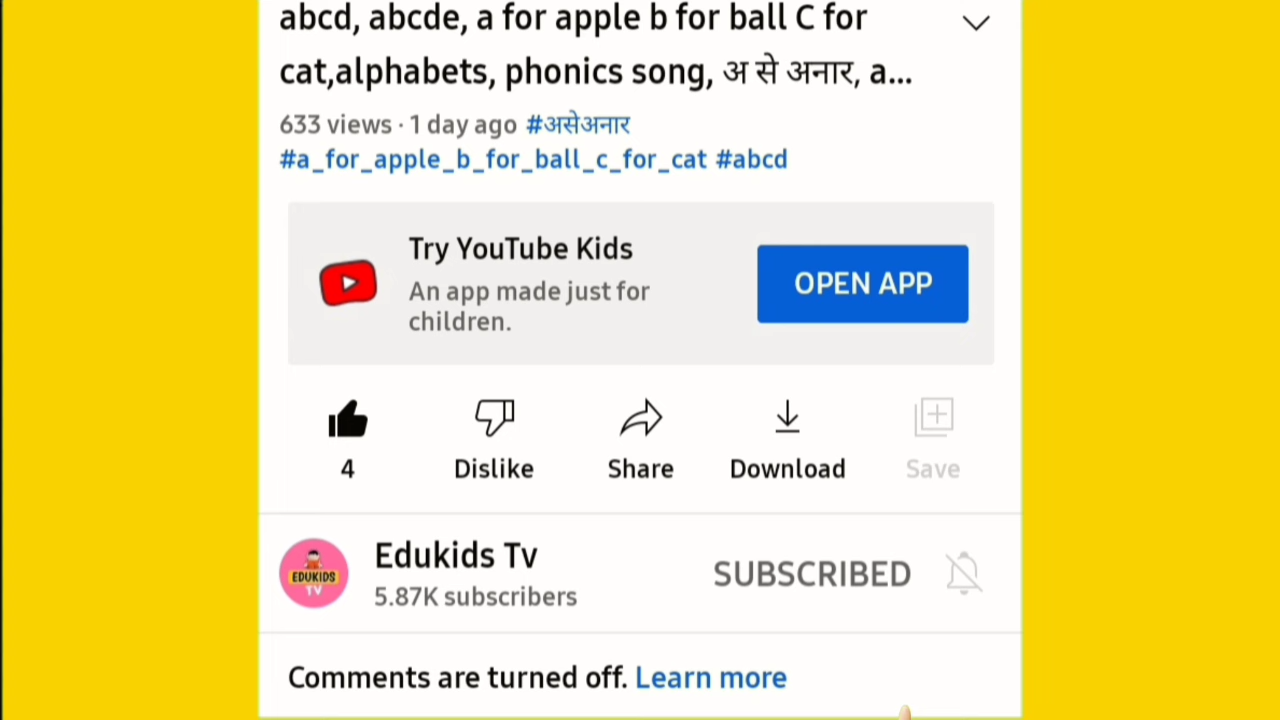 abcd, abcde, a for apple b for ball C for
cat,alphabets, phonics song, अ से अनार, a...
633 views · 1 day ago #असेअनार
#a_for_apple_b_for_ball_c_for_cat #abcd
Try YouTube Kids
An app made just for
children.
OPEN APP
4
Dislike
Share
Download
Save
EDUKIDS
TV
Edukids Tv
5.87K subscribers
SUBSCRIBED
Comments are turned off. Learn more